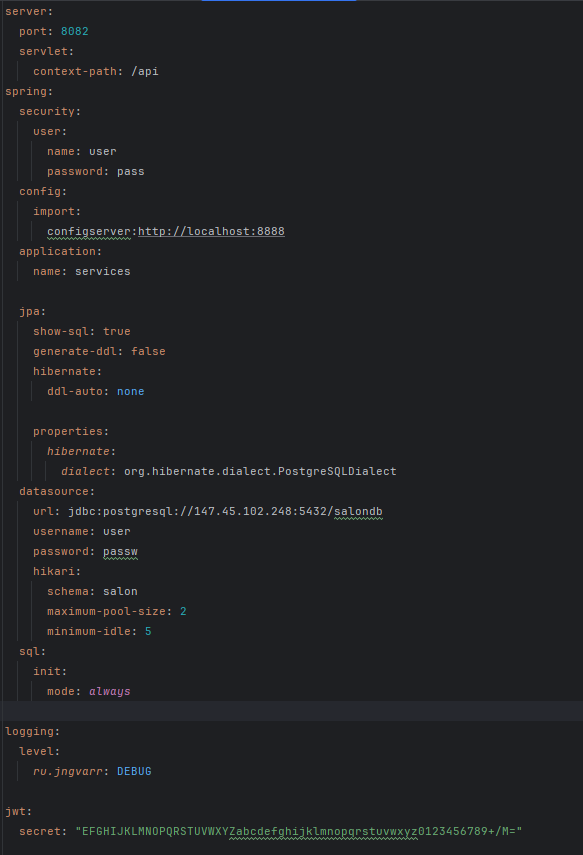 server:
  port: 8082
  servlet:
    context-path: /api
spring:
  security:
    user:
      name: user
      password: pass
  config:
    import:
      configserver:http://localhost:8888
  application:
    name: services
  jpa:
    show-sql: true
    generate-ddl: false
    hibernate:
      ddl-auto: none
    properties:
      hibernate:
        dialect: org.hibernate.dialect.PostgreSQLDialect
  datasource:
    url: jdbc:postgresql://147.45.102.248:5432/salondb
    username: user
    password: passw
    hikari:
      schema: salon
      maximum-pool-size: 2
      minimum-idle: 5
  sql:
    init:
      mode: always
logging:
  level:
    ru.jngvarr: DEBUG
jwt:
  secret: "EFGHIJKLMNOPQRSTUVWXYZabcdefghijklmnopqrstuvwxyz0123456789+/M="